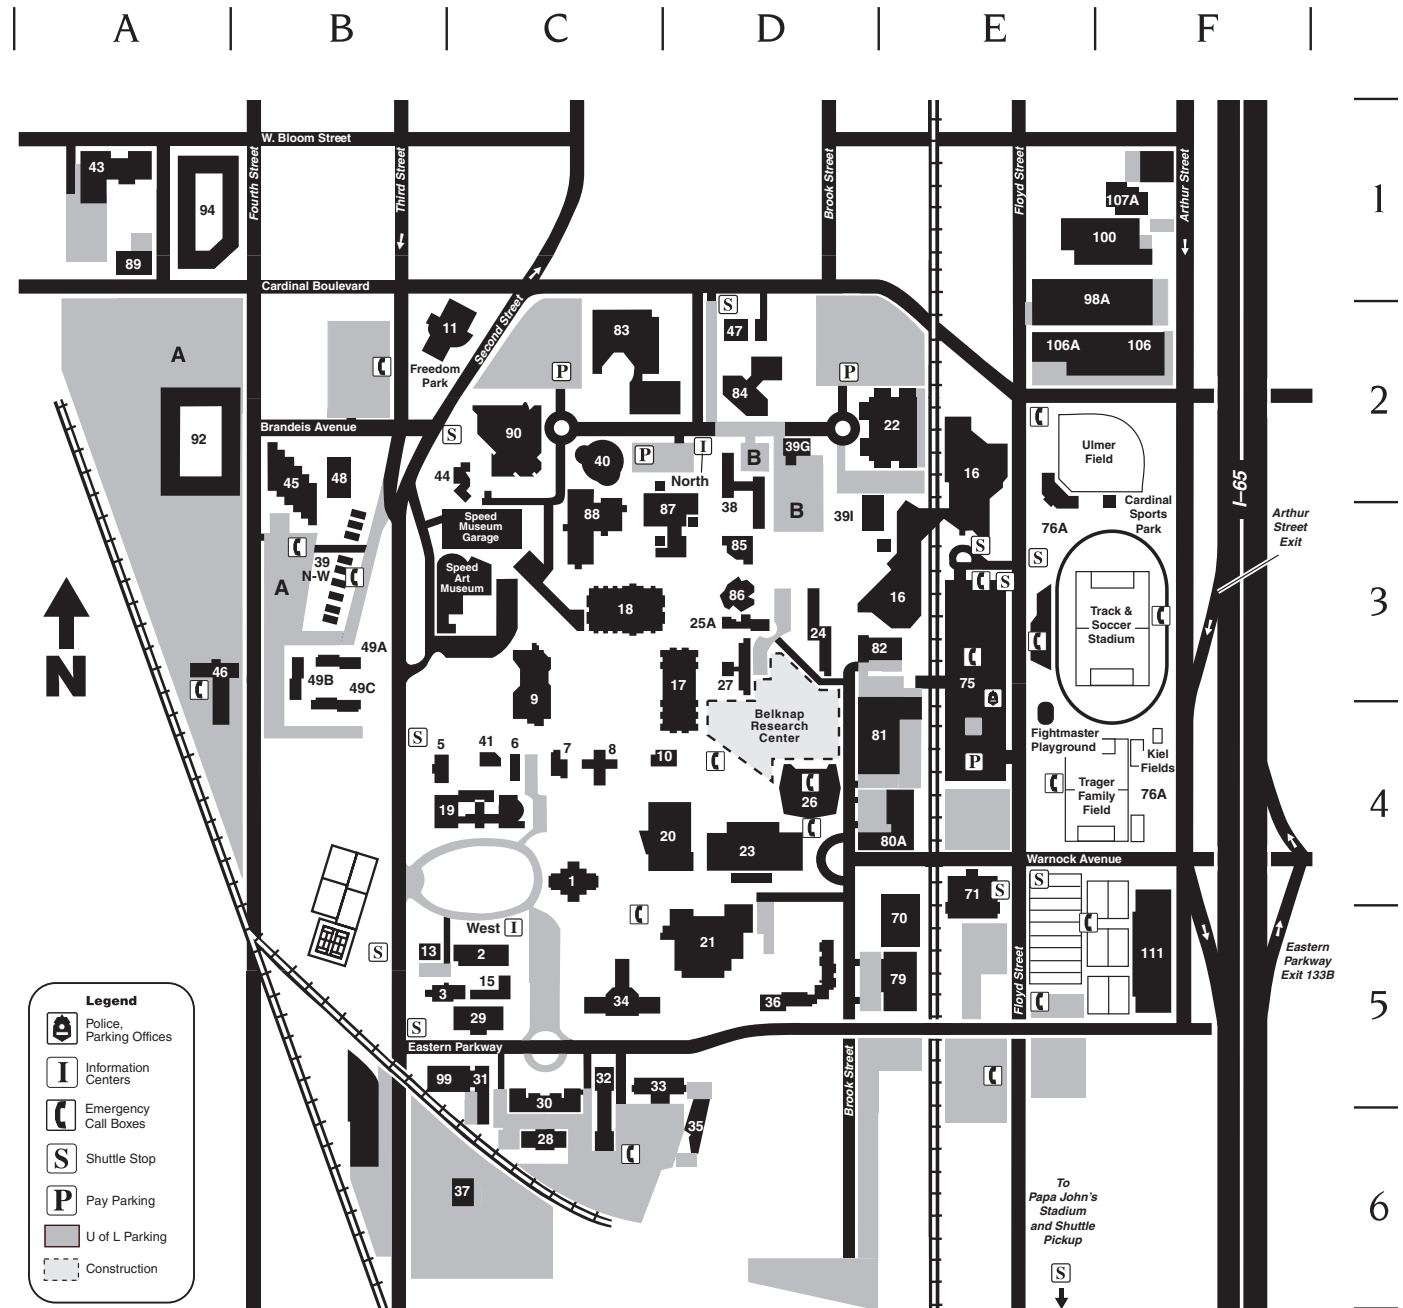 A B C D E F
W. Bloom Street
43
94
89
Fourth Street
Third Street
Brook Street
Floyd Street
Arthur Street
107A
100
98A
1
Cardinal Boulevard
A
11
Freedom
Park
Second Street
83
S
47
84
P
P
106A 106
2
92
Brandeis Avenue
S
90
40
P
I
North
B
39G
22
16
Ulmer
Field
I–65
45
48
44
Speed
Museum
Garage
88
87
38
B
39I
Cardinal
Sports
Park
76A
Arthur
Street
Exit
39
N-W
A
Speed
Art
Museum
85
86
25A
18
24
16
S
S
S
Track &
Soccer
Stadium
3
N
46
49A
49B
49C
9
17
27
82
75
Belknap
Research
Center
81
Fightmaster
Playground
Kiel
Fields
S
5
41
6
7
8
10
P
Trager
Family
Field
76A
26
4
19
20
23
80A
Warnock Avenue
1
71
S
S
West I
13
2
21
70
S
15
3
29
34
36
79
111
Floyd Street
Eastern
Parkway
Exit 133B
5
S
Eastern Parkway
99
31
30
32
33
28
35
37
Brook Street
To
Papa John's
Stadium
and Shuttle
Pickup
S
6
Legend
Police,
Parking Offices
I Information
Centers
Emergency
Call Boxes
S Shuttle Stop
P Pay Parking
U of L Parking
Construction